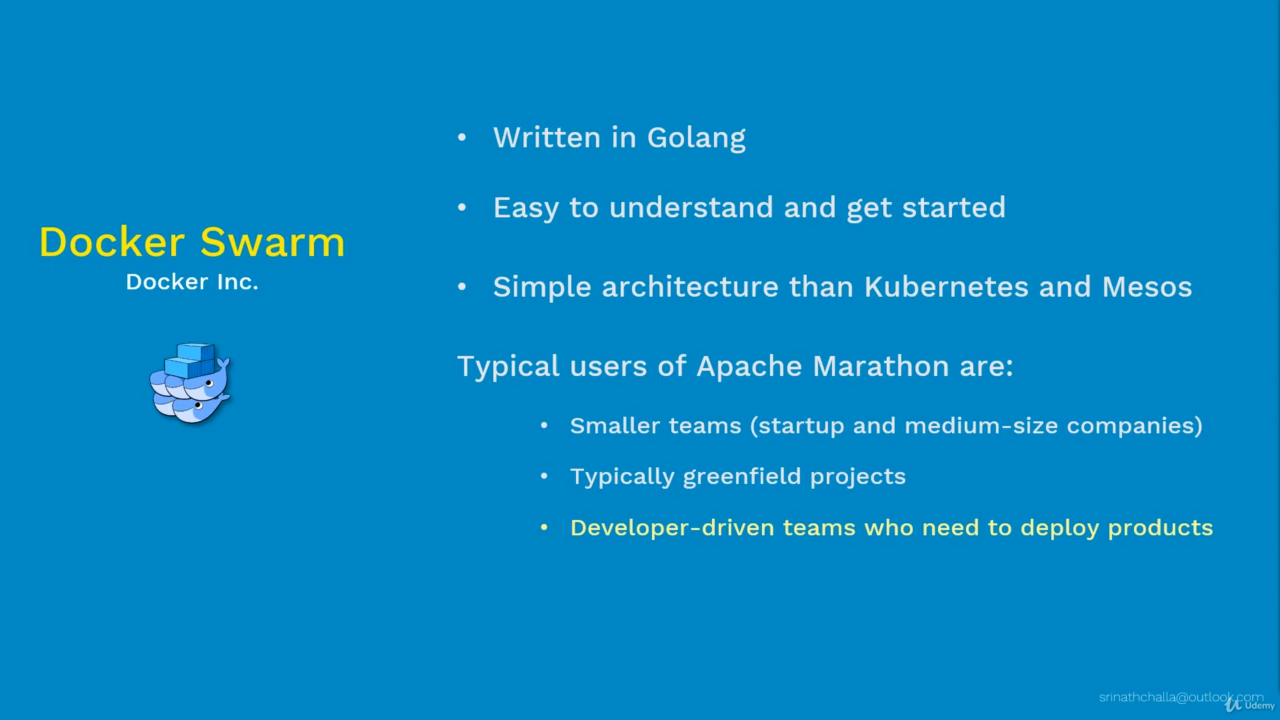 Docker Swarm
Docker Inc.
• Written in Golang
• Easy to understand and get started
• Simple architecture than Kubernetes and Mesos
Typical users of Apache Marathon are:
• Smaller teams (startup and medium-size companies)
• Typically greenfield projects
• Developer-driven teams who need to deploy products
srinathchalla@outlook.com
Udemy